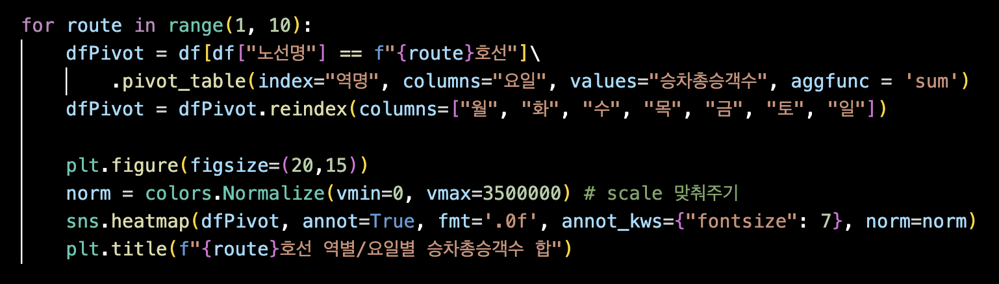 for route in range(1, 10):
    dfPivot = df[df["노선명"] == f"{route}호선"]\
        .pivot_table(index="역명", columns="요일", values="승차총승객수", aggfunc = 'sum')
    dfPivot = dfPivot.reindex(columns=["월", "화", "수", "목", "금", "토", "일"])

    plt.figure(figsize=(20,15))
    norm = colors.Normalize(vmin=0, vmax=3500000) # scale 맞춰주기
    sns.heatmap(dfPivot, annot=True, fmt='.0f', annot_kws={"fontsize": 7}, norm=norm)
    plt.title(f"{route}호선 역별/요일별 승차총승객수 합")